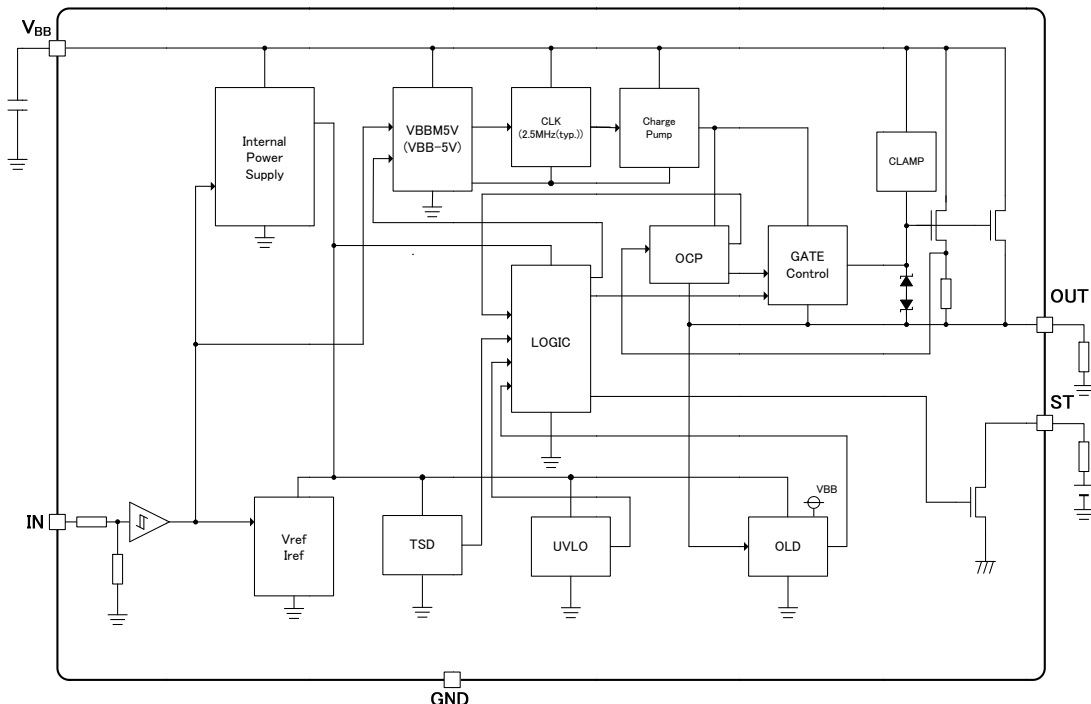 VBB
Internal
Power
Supply
VBBM5V
(VBB-5V)
CLK
(2.5MHz(typ.))
Charge
Pump
CLAMP
OCP
GATE
Control
LOGIC
OUT
ST
IN
Vref
Iref
TSD
UVLO
VBB
OLD
GND